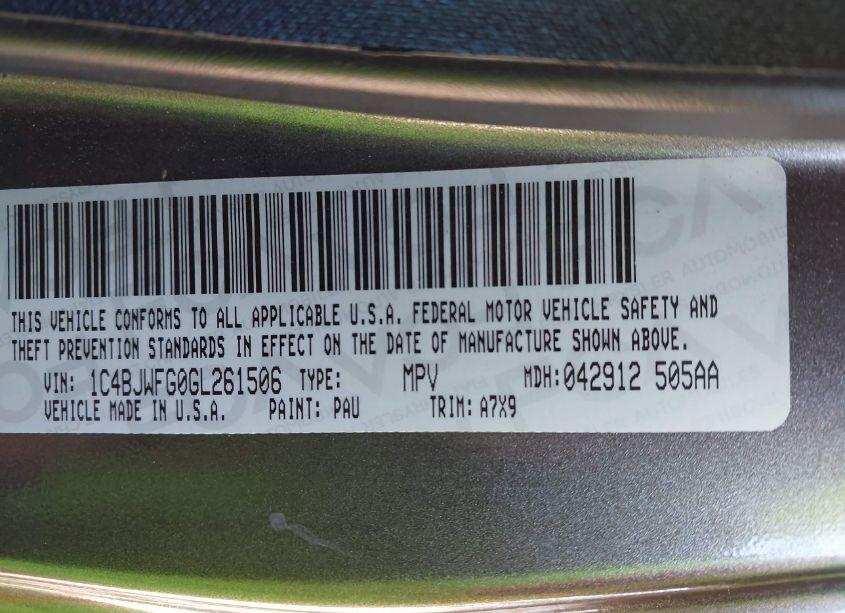 THIS VEHICLE CONFORMS TO ALL APPLICABLE U.S.A. FEDERAL MOTOR VEHICLE SAFETY AND
THEFT PREVENTION STANDARDS IN EFFECT ON THE DATE OF MANUFACTURE SHOWN ABOVE.
VIN: 1C4BJWFG0GL261506 TYPE: MPV MDH:042912 505AA
VEHICLE MADE IN U.S.A. PAINT: PAU TRIM: A7X9